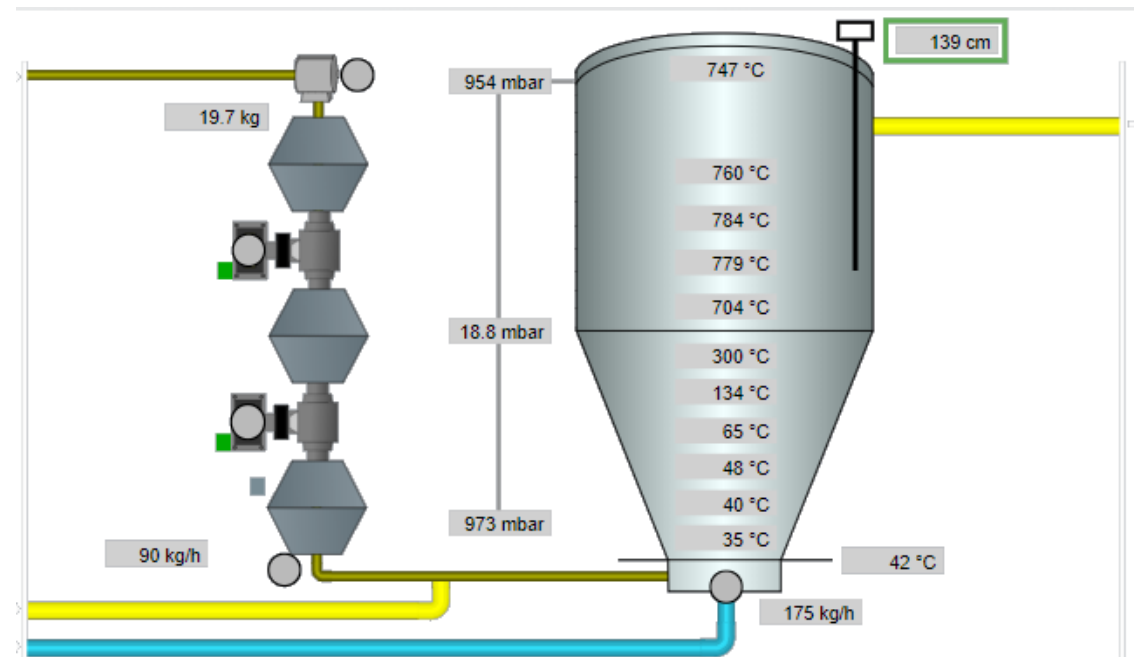 139 cm
747 °C
954 mbar
19.7 kg
760 °C
784 °C
779 °C
704 °C
18.8 mbar
300 °C
134 °C
65 °C
48 °C
40 °C
973 mbar
35 °C
90 kg/h
42 °C
175 kg/h